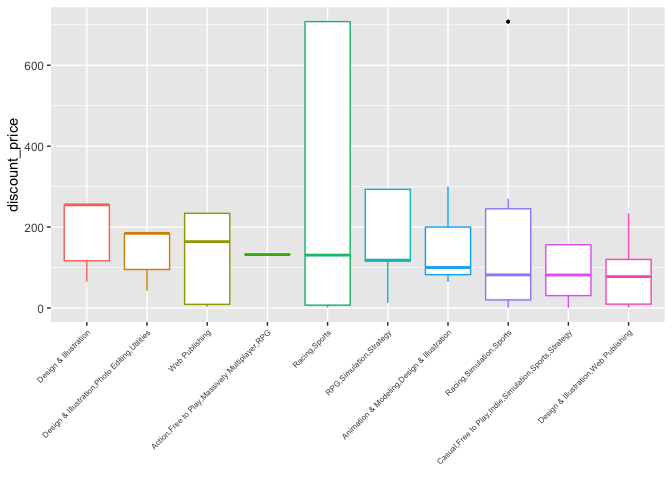 discount_price
600
400
200
0
Design & Illustration
Design & Illustration,Photo Editing,Utilities
Web Publishing
Action,Free to Play,Massively Multiplayer,RPG
Racing,Sports
RPG,Simulation,Strategy
Animation & Modeling,Design & Illustration
Racing,Simulation,Sports
Casual,Free to Play,Indie,Simulation,Sports,Strategy
Design & Illustration,Web Publishing